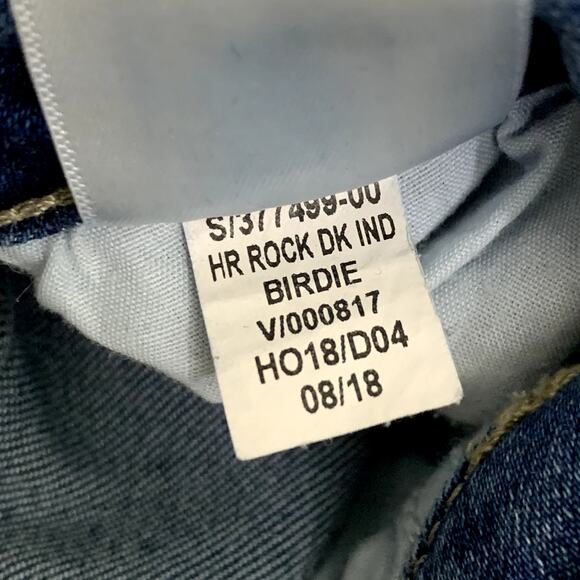 S/377499-00
HR ROCK DK IND
BIRDIE
V/000817
HO18/D04
08/18